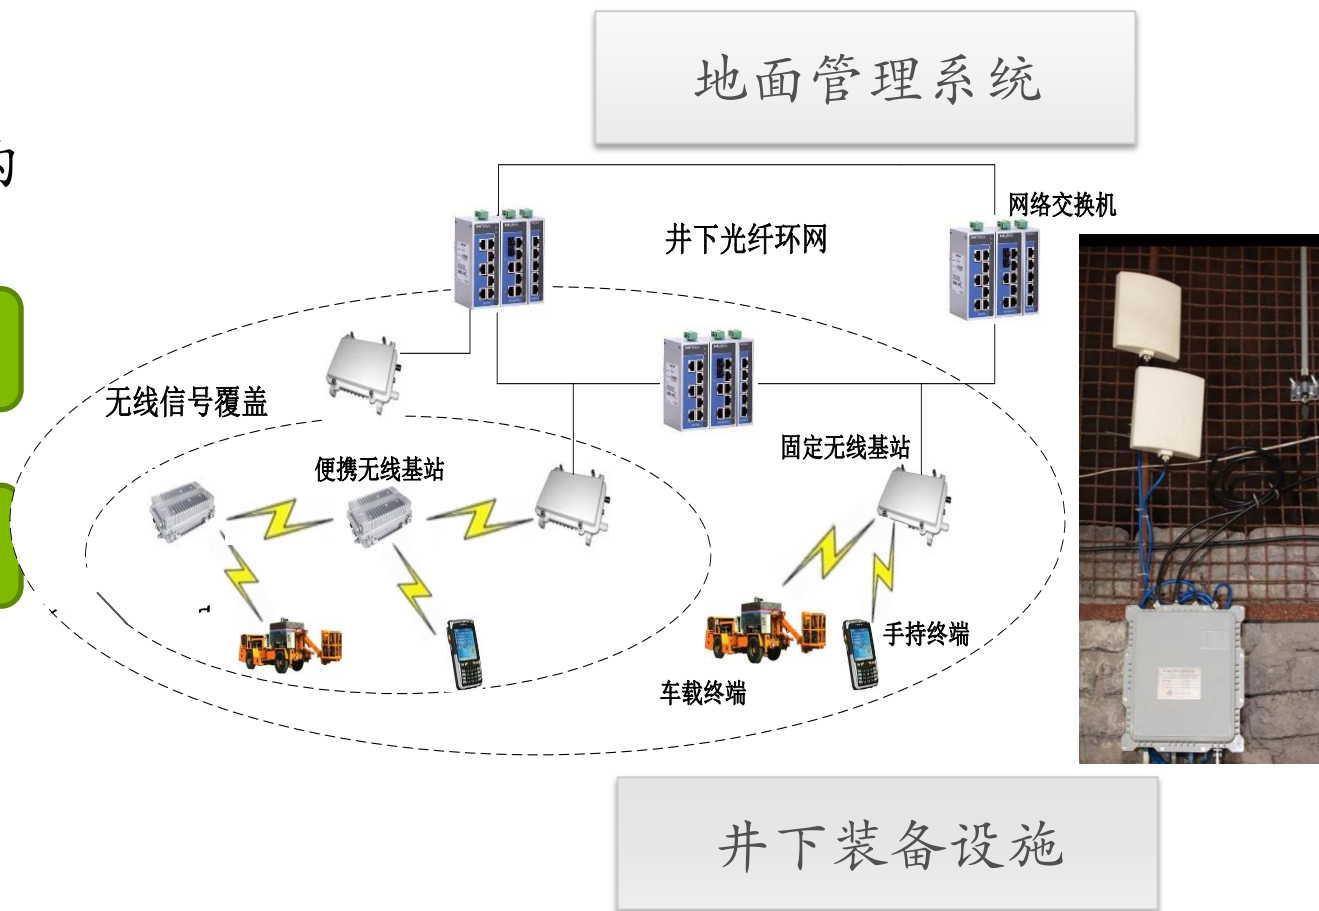 地面管理系统
的
网络交换机
井下光纤环网
无线信号覆盖
固定无线基站
便携无线基站
手持终端
车载终端
井下装备设施